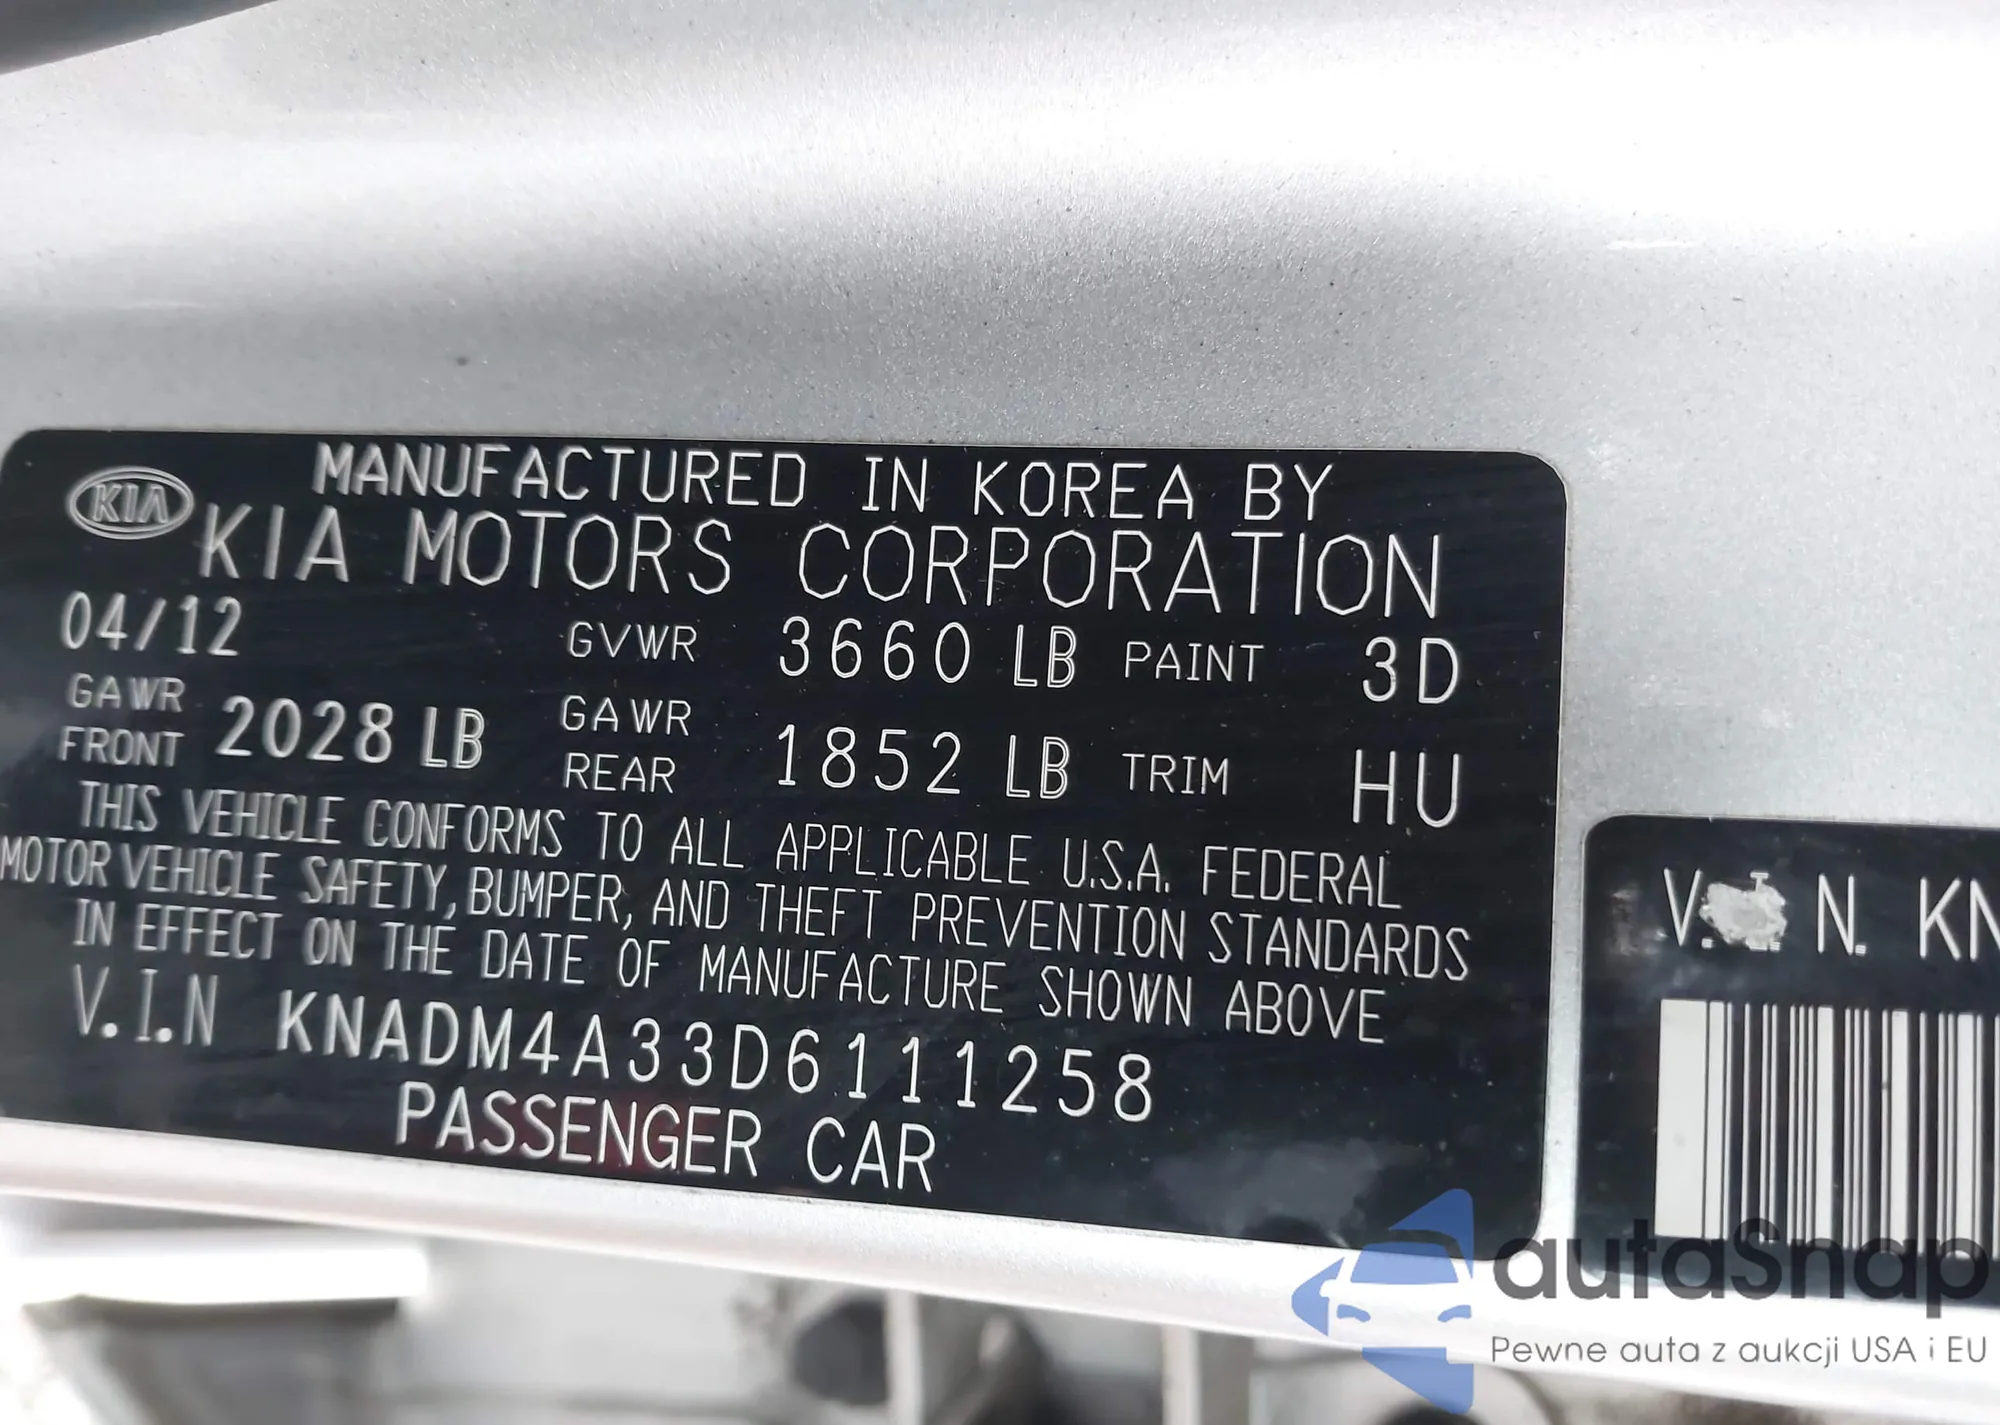 MANUFACTURED IN KOREA BY
KIA KIA MOTORS CORPORATION
04/12 GVWR 3660 LB PAINT 3D
GAWR FRONT 2028 LB GAWR REAR 1852 LB TRIM HU
THIS VEHICLE CONFORMS TO ALL APPLICABLE U.S.A. FEDERAL
MOTOR VEHICLE SAFETY, BUMPER, AND THEFT PREVENTION STANDARDS
IN EFFECT ON THE DATE OF MANUFACTURE SHOWN ABOVE
V.I.N KNADM4A33D6111258
PASSENGER CAR
V. I. N. KN
autaSnap
Pewne auta z aukcji USA i EU